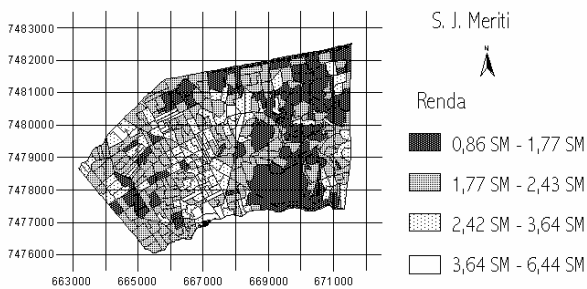 S. J. Meriti
N
Renda
0,86 SM - 1,77 SM
1,77 SM - 2,43 SM
2,42 SM - 3,64 SM
3,64 SM - 6,44 SM
7483000
7482000
7481000
7480000
7479000
7478000
7477000
7476000
663000 665000 667000 669000 671000